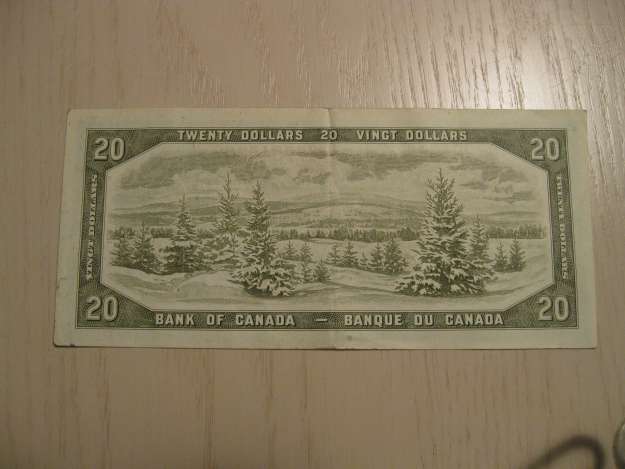 TWENTY DOLLARS 20 VINGT DOLLARS
20
20
VINGT DOLLARS
TWENTY DOLLARS
20
20
BANK OF CANADA — BANQUE DU CANADA